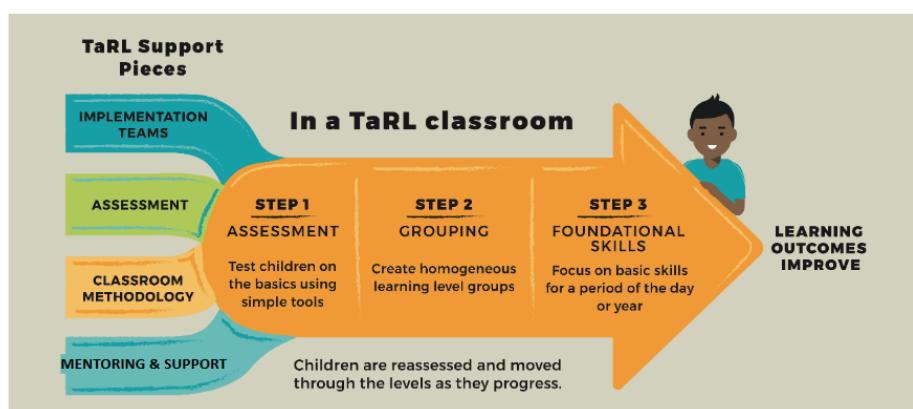 TaRL Support
Pieces
IMPLEMENTATION
TEAMS
ASSESSMENT
CLASSROOM
METHODOLOGY
MENTORING & SUPPORT
In a TaRL classroom
STEP 1
ASSESSMENT
Test children on
the basics using
simple tools
STEP 2
GROUPING
Create homogeneous
learning level groups
STEP 3
FOUNDATIONAL
SKILLS
Focus on basic skills
for a period of the day
or year
LEARNING
OUTCOMES
IMPROVE
Children are reassessed and moved
through the levels as they progress.